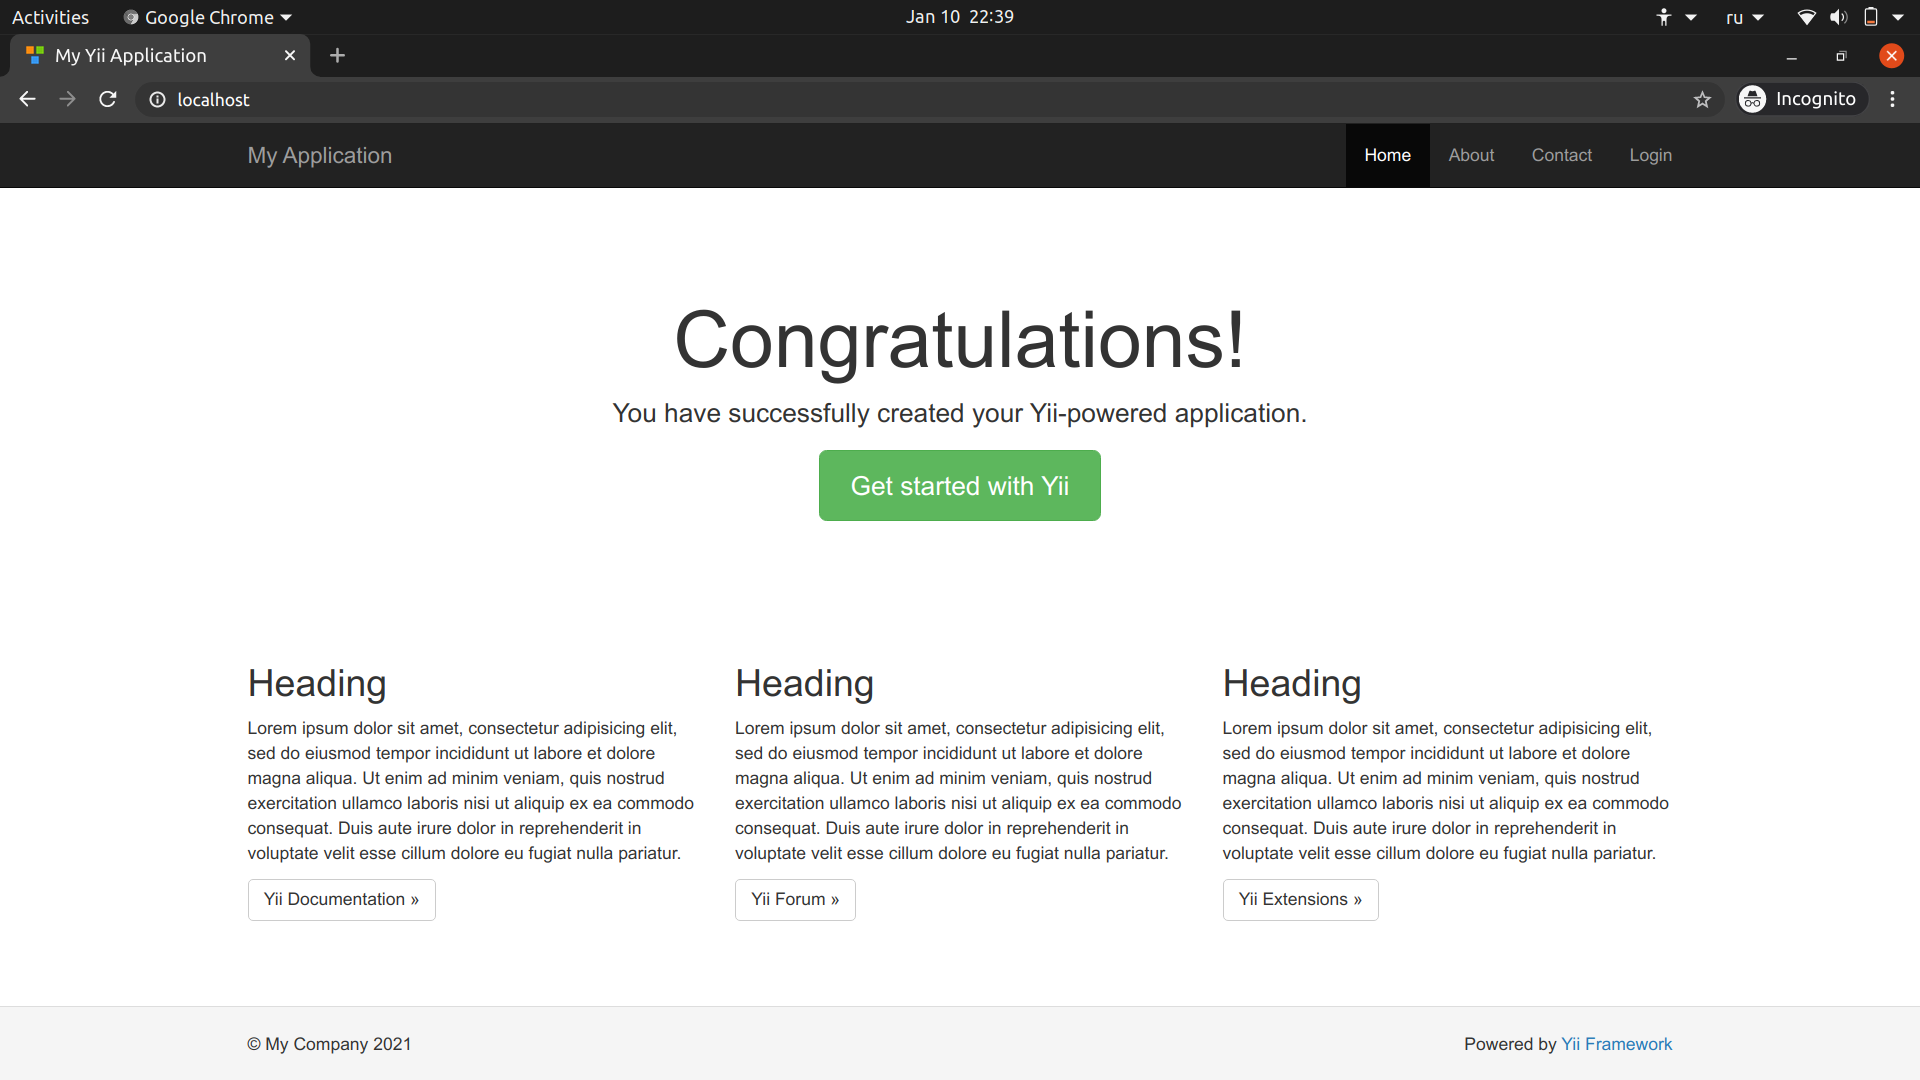 Activities
Google Chrome
Jan 10 22:39
ru
My Yii Application
localhost
Incognito
My Application
Home
About
Contact
Login
Congratulations!
You have successfully created your Yii-powered application.
Get started with Yii
Heading
Lorem ipsum dolor sit amet, consectetur adipisicing elit,
sed do eiusmod tempor incididunt ut labore et dolore
magna aliqua. Ut enim ad minim veniam, quis nostrud
exercitation ullamco laboris nisi ut aliquip ex ea commodo
consequat. Duis aute irure dolor in reprehenderit in
voluptate velit esse cillum dolore eu fugiat nulla pariatur.
Yii Documentation »
Heading
Lorem ipsum dolor sit amet, consectetur adipisicing elit,
sed do eiusmod tempor incididunt ut labore et dolore
magna aliqua. Ut enim ad minim veniam, quis nostrud
exercitation ullamco laboris nisi ut aliquip ex ea commodo
consequat. Duis aute irure dolor in reprehenderit in
voluptate velit esse cillum dolore eu fugiat nulla pariatur.
Yii Forum »
Heading
Lorem ipsum dolor sit amet, consectetur adipisicing elit,
sed do eiusmod tempor incididunt ut labore et dolore
magna aliqua. Ut enim ad minim veniam, quis nostrud
exercitation ullamco laboris nisi ut aliquip ex ea commodo
consequat. Duis aute irure dolor in reprehenderit in
voluptate velit esse cillum dolore eu fugiat nulla pariatur.
Yii Extensions »
© My Company 2021
Powered by Yii Framework